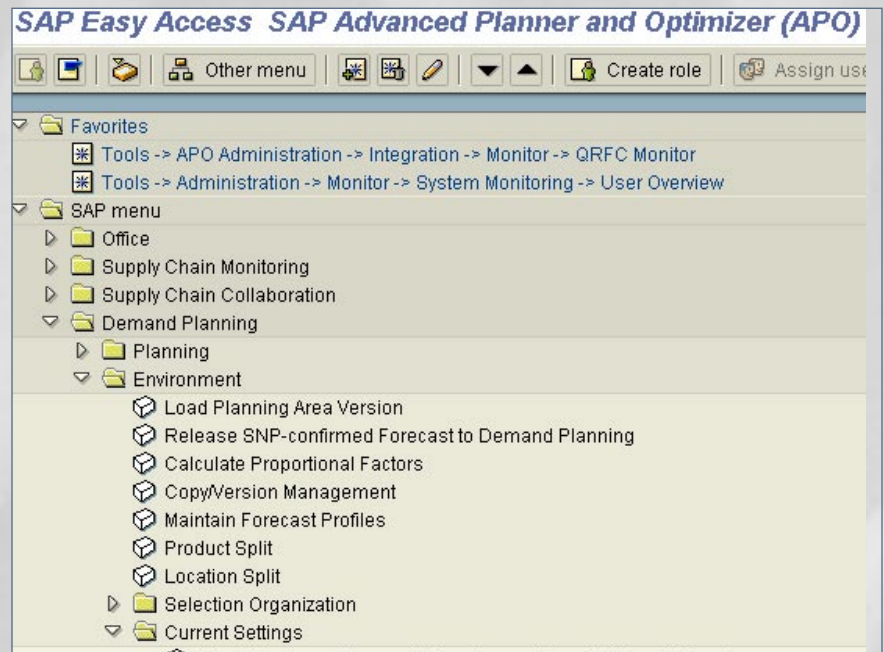 SAP Easy Access SAP Advanced Planner and Optimizer (APO)
Other menu Create role Assign use
Favorites
Tools -> APO Administration -> Integration -> Monitor -> QRFC Monitor
Tools -> Administration -> Monitor -> System Monitoring -> User Overview
SAP menu
Office
Supply Chain Monitoring
Supply Chain Collaboration
Demand Planning
Planning
Environment
Load Planning Area Version
Release SNP-confirmed Forecast to Demand Planning
Calculate Proportional Factors
Copy/Version Management
Maintain Forecast Profiles
Product Split
Location Split
Selection Organization
Current Settings